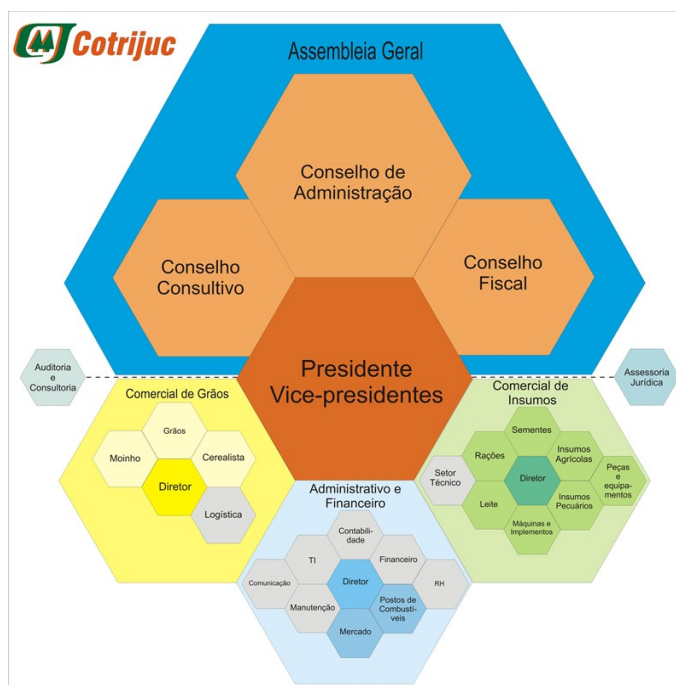 Cotrijuc
Assembleia Geral
Conselho de
Administração
Conselho
Consultivo
Conselho
Fiscal
Presidente
Vice-presidentes
Auditoria
e
Consultoria
Assessoria
Jurídica
Comercial de Grãos
Grãos
Moinho
Cerealista
Diretor
Logística
Comercial de
Insumos
Sementes
Rações
Insumos
Agrícolas
Setor
Técnico
Diretor
Peças e
equipa-
mentos
Leite
Insumos
Pecuários
Máquinas e
Implementos
Administrativo e
Financeiro
Contabili-
dade
TI
Financeiro
Comunicação
Diretor
RH
Manutenção
Postos de
Combustí-
veis
Mercado